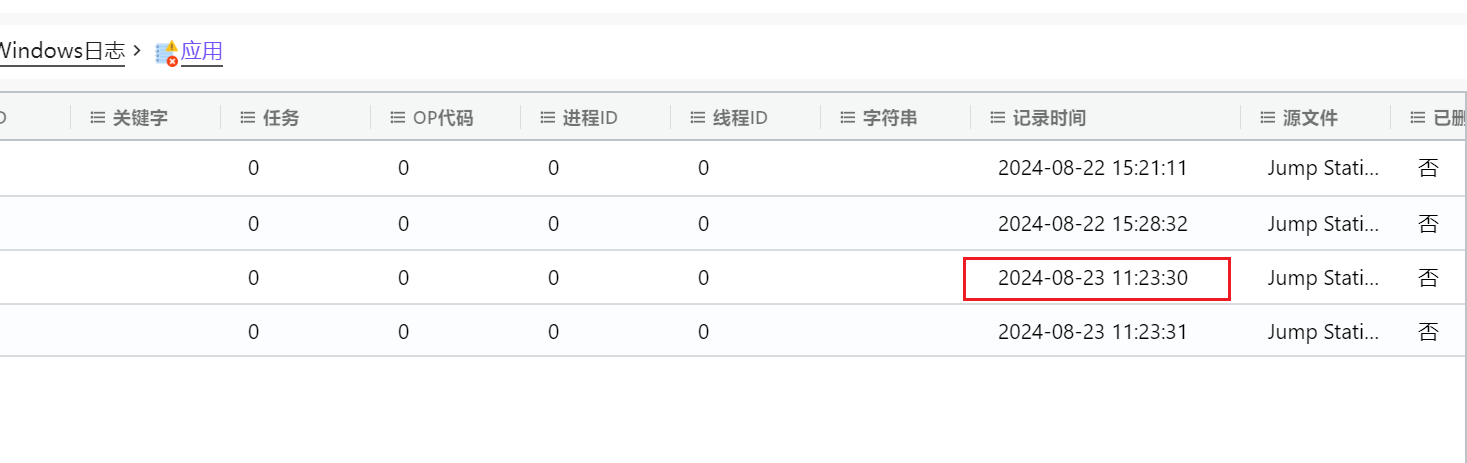 Windows日志 > 应用
D 关键字 任务 OP代码 进程ID 线程ID 字符串 记录时间 源文件 已删
0 0 0 0 2024-08-22 15:21:11 Jump Stati... 否
0 0 0 0 2024-08-22 15:28:32 Jump Stati... 否
0 0 0 0 2024-08-23 11:23:30 Jump Stati... 否
0 0 0 0 2024-08-23 11:23:31 Jump Stati... 否